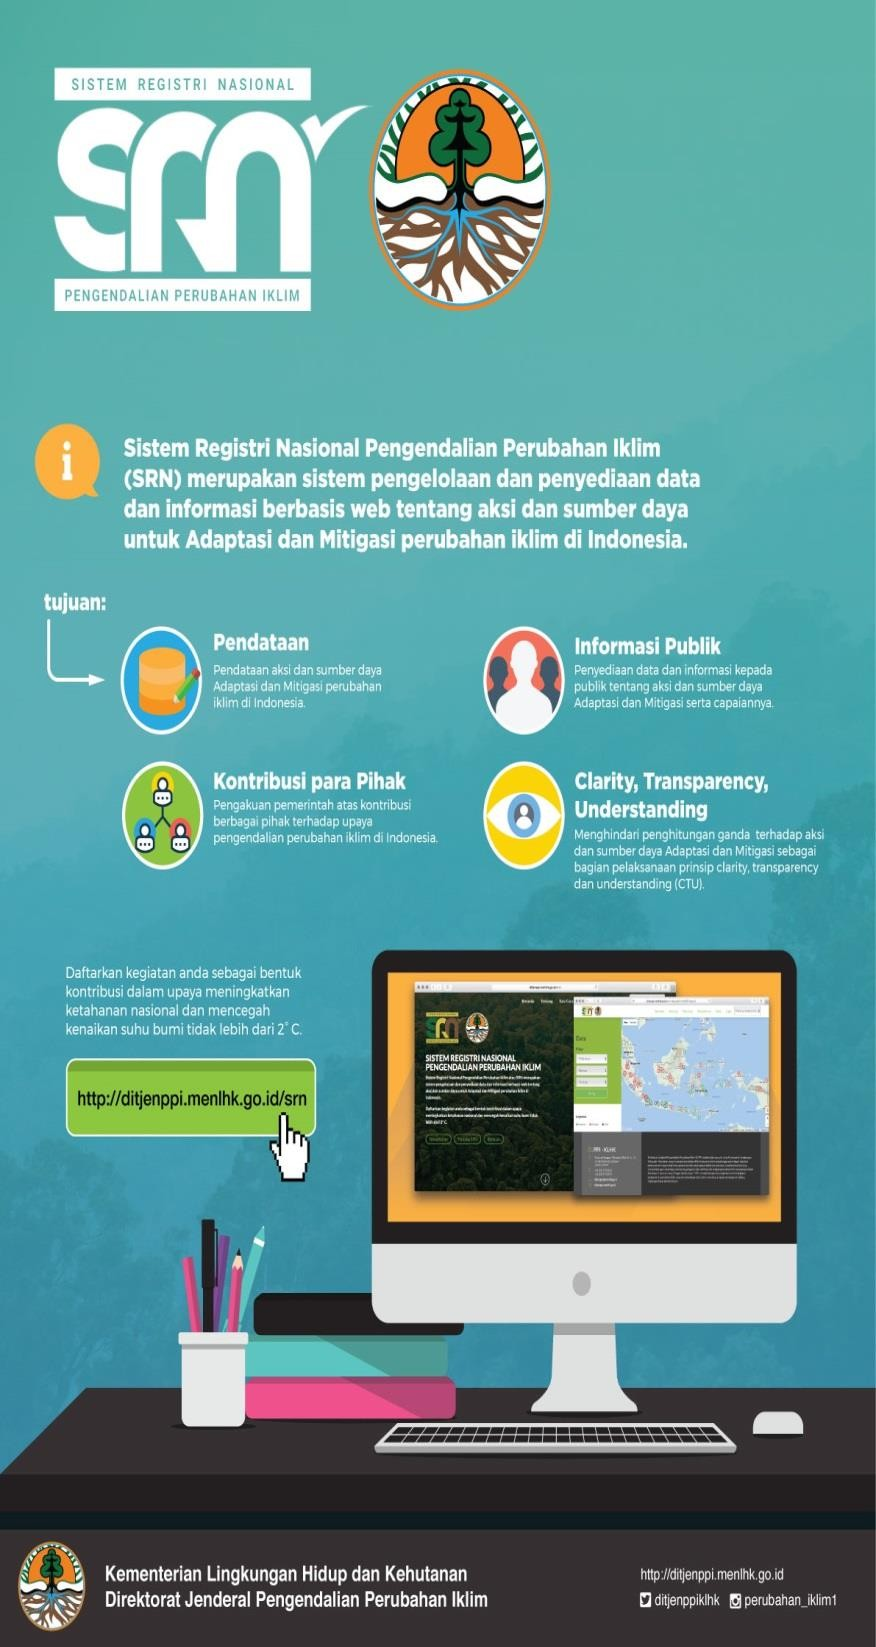 SISTEM REGISTRI NASIONAL
SRN
PENGENDALIAN PERUBAHAN IKLIM
i
Sistem Registri Nasional Pengendalian Perubahan Iklim
(SRN) merupakan sistem pengelolaan dan penyediaan data
dan informasi berbasis web tentang aksi dan sumber daya
untuk Adaptasi dan Mitigasi perubahan iklim di Indonesia.
tujuan:
Pendataan
Pendataan aksi dan sumber daya
Adaptasi dan Mitigasi perubahan
iklim di Indonesia.
Informasi Publik
Penyediaan data dan informasi kepada
publik tentang aksi dan sumber daya
Adaptasi dan Mitigasi serta capaiannya.
Kontribusi para Pihak
Pengakuan pemerintah atas kontribusi
berbagai pihak terhadap upaya
pengendalian perubahan iklim di Indonesia.
Clarity, Transparency,
Understanding
Menghindari penghitungan ganda terhadap aksi
dan sumber daya Adaptasi dan Mitigasi sebagai
bagian pelaksanaan prinsip clarity, transparency
dan understanding (CTU).
Daftarkan kegiatan anda sebagai bentuk
kontribusi dalam upaya meningkatkan
ketahanan nasional dan mencegah
kenaikan suhu bumi tidak lebih dari 2° C.
http://ditjenppi.menlhk.go.id/srn
SRN
SISTEM REGISTRI NASIONAL
PENGENDALIAN PERUBAHAN IKLIM
Data
PPI - KLHK
Kementerian Lingkungan Hidup dan Kehutanan
Direktorat Jenderal Pengendalian Perubahan Iklim
http://ditjenppi.menlhk.go.id
ditjenppiklhk perubahan_iklim1